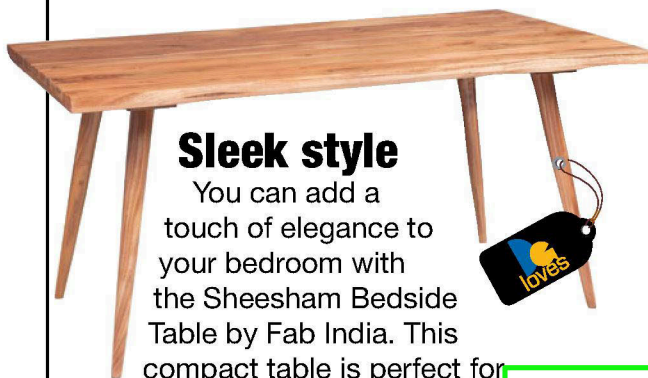 Sleek style
You can add a
touch of elegance to
your bedroom with
the Sheesham Bedside
Table by Fab India. This
compact table is perfect for
DG
loves